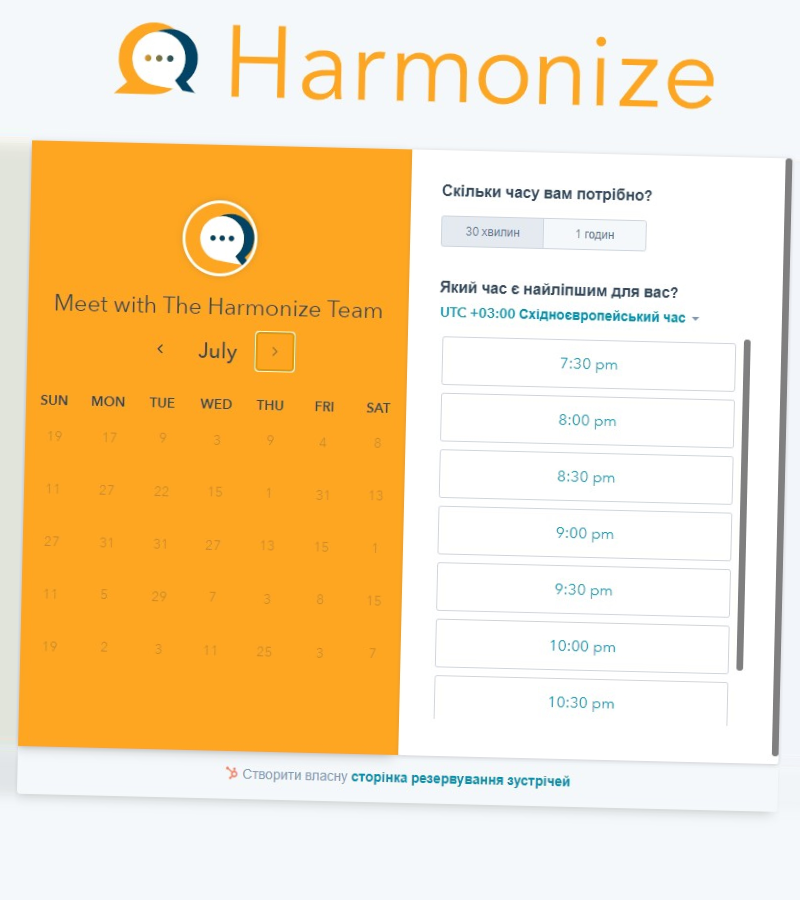 Harmonize
Meet with The Harmonize Team
July
SUN MON TUE WED THU FRI SAT
19 17 9 3 9 4 8
11 27 22 15 1 31 13
27 31 31 27 13 15 1
11 5 29 7 3 8 15
19 2 3 11 25 3 7
Скільки часу вам потрібно?
30 хвилин 1 годин
Який час є найліпшим для вас?
UTC +03:00 Східноєвропейський час
7:30 pm
8:00 pm
8:30 pm
9:00 pm
9:30 pm
10:00 pm
10:30 pm
Створити власну сторінка резервування зустрічей